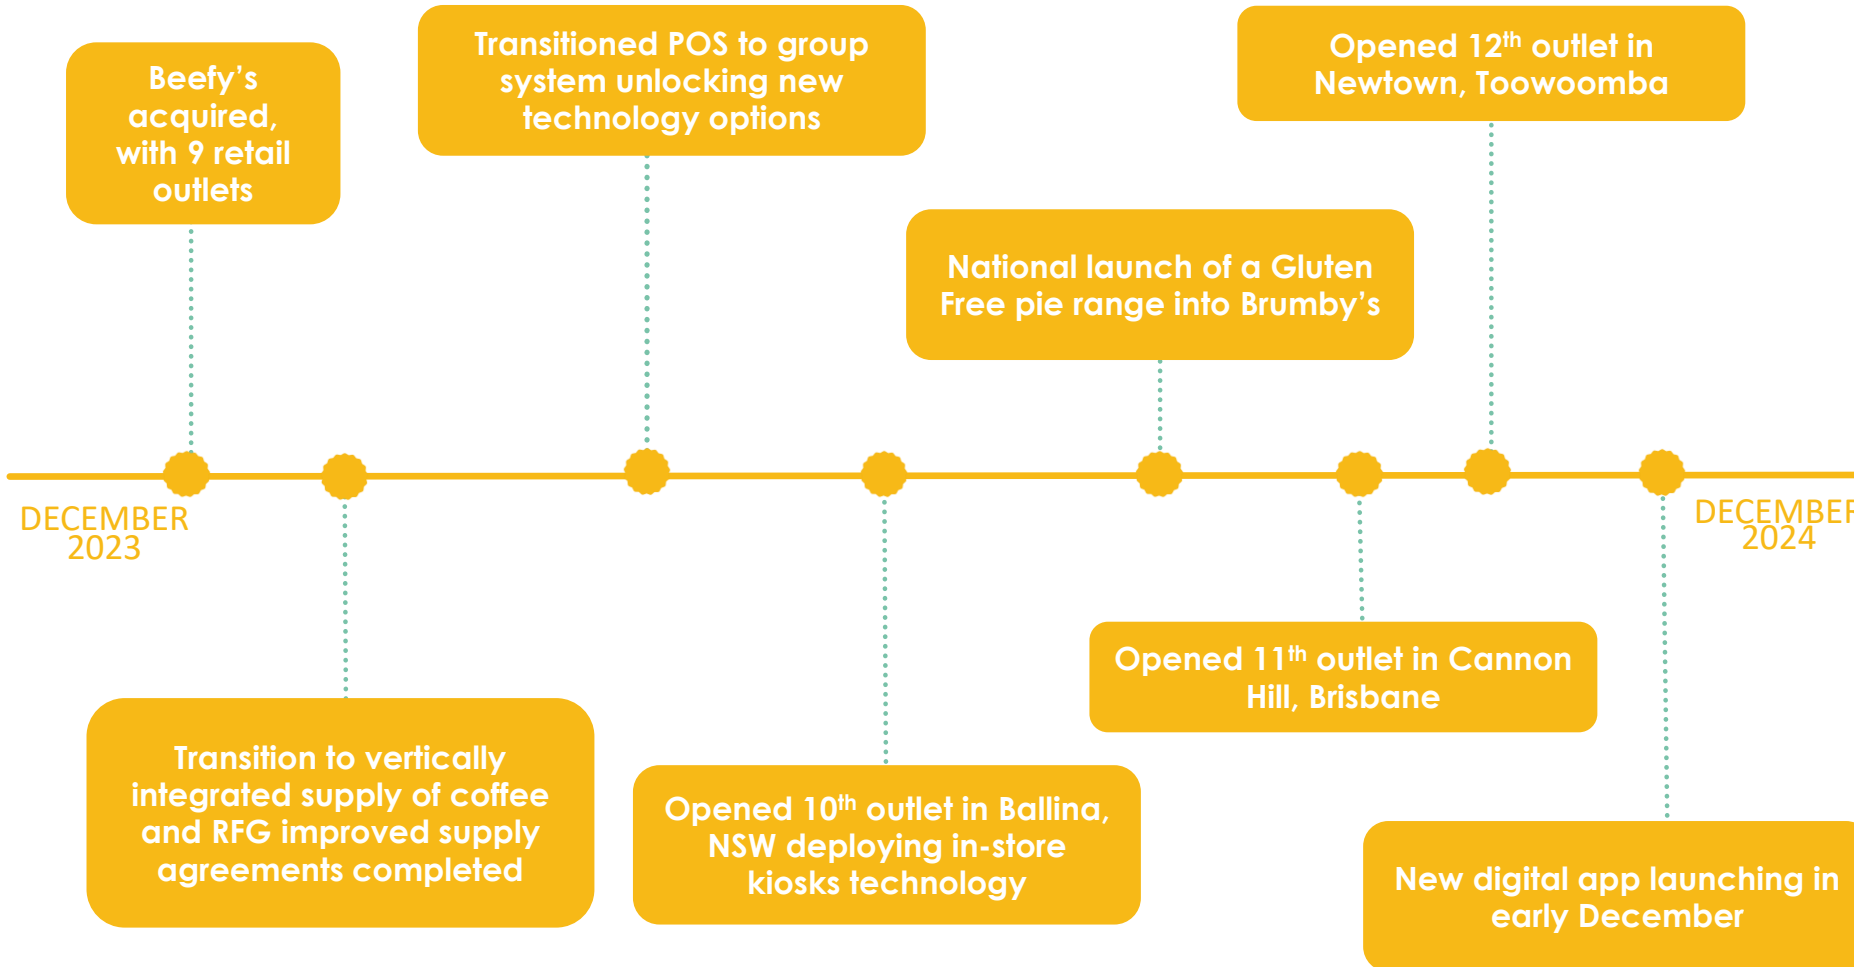 Beefy’s
acquired,
with 9 retail
outlets
Transitioned POS to group
system unlocking new
technology options
Opened 12th outlet in
Newtown, Toowoomba
National launch of a Gluten
Free pie range into Brumby’s
DECEMBER
2023
DECEMBER
2024
Opened 11th outlet in Cannon
Hill, Brisbane
Transition to vertically
integrated supply of coffee
and RFG improved supply
agreements completed
Opened 10th outlet in Ballina,
NSW deploying in-store
kiosks technology
New digital app launching in
early December